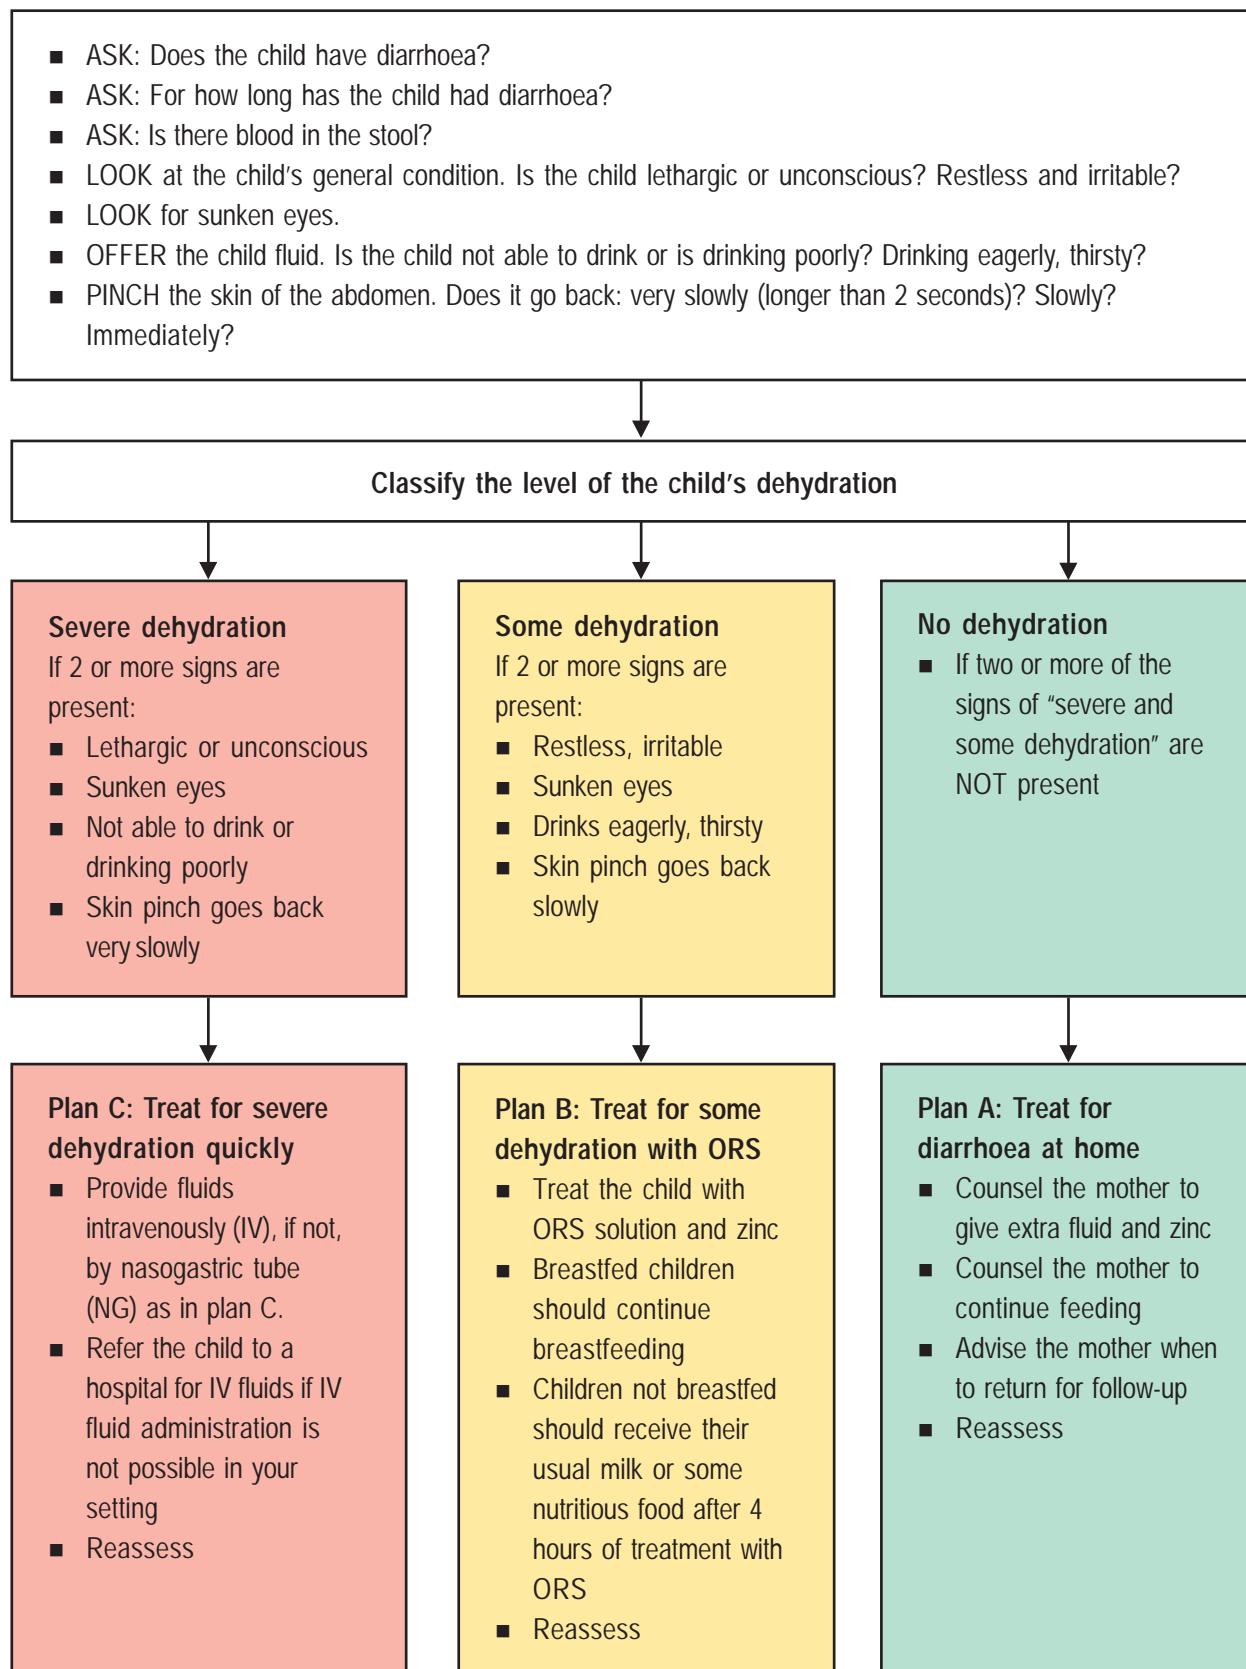 ■ ASK: Does the child have diarrhoea?
■ ASK: For how long has the child had diarrhoea?
■ ASK: Is there blood in the stool?
■ LOOK at the child's general condition. Is the child lethargic or unconscious? Restless and irritable?
■ LOOK for sunken eyes.
■ OFFER the child fluid. Is the child not able to drink or is drinking poorly? Drinking eagerly, thirsty?
■ PINCH the skin of the abdomen. Does it go back: very slowly (longer than 2 seconds)? Slowly?
Immediately?
Classify the level of the child's dehydration
Severe dehydration
If 2 or more signs are
present:
■ Lethargic or unconscious
■ Sunken eyes
■ Not able to drink or
drinking poorly
■ Skin pinch goes back
very slowly
Some dehydration
If 2 or more signs are
present:
■ Restless, irritable
■ Sunken eyes
■ Drinks eagerly, thirsty
■ Skin pinch goes back
slowly
No dehydration
■ If two or more of the
signs of "severe and
some dehydration" are
NOT present
Plan C: Treat for severe
dehydration quickly
■ Provide fluids
intravenously (IV), if not,
by nasogastric tube
(NG) as in plan C.
■ Refer the child to a
hospital for IV fluids if IV
fluid administration is
not possible in your
setting
■ Reassess
Plan B: Treat for some
dehydration with ORS
■ Treat the child with
ORS solution and zinc
■ Breastfed children
should continue
breastfeeding
■ Children not breastfed
should receive their
usual milk or some
nutritious food after 4
hours of treatment with
ORS
■ Reassess
Plan A: Treat for
diarrhoea at home
■ Counsel the mother to
give extra fluid and zinc
■ Counsel the mother to
continue feeding
■ Advise the mother when
to return for follow-up
■ Reassess